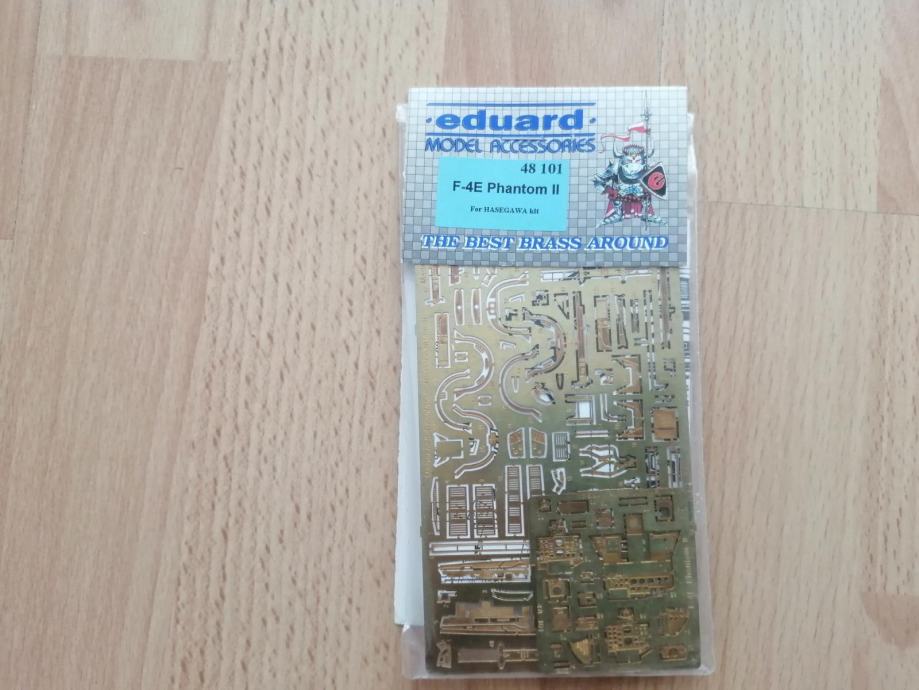 eduard
MODEL ACCESSORIES
48 101
F-4E Phantom II
For HASEGAWA kit
e
THE BEST BRASS AROUND